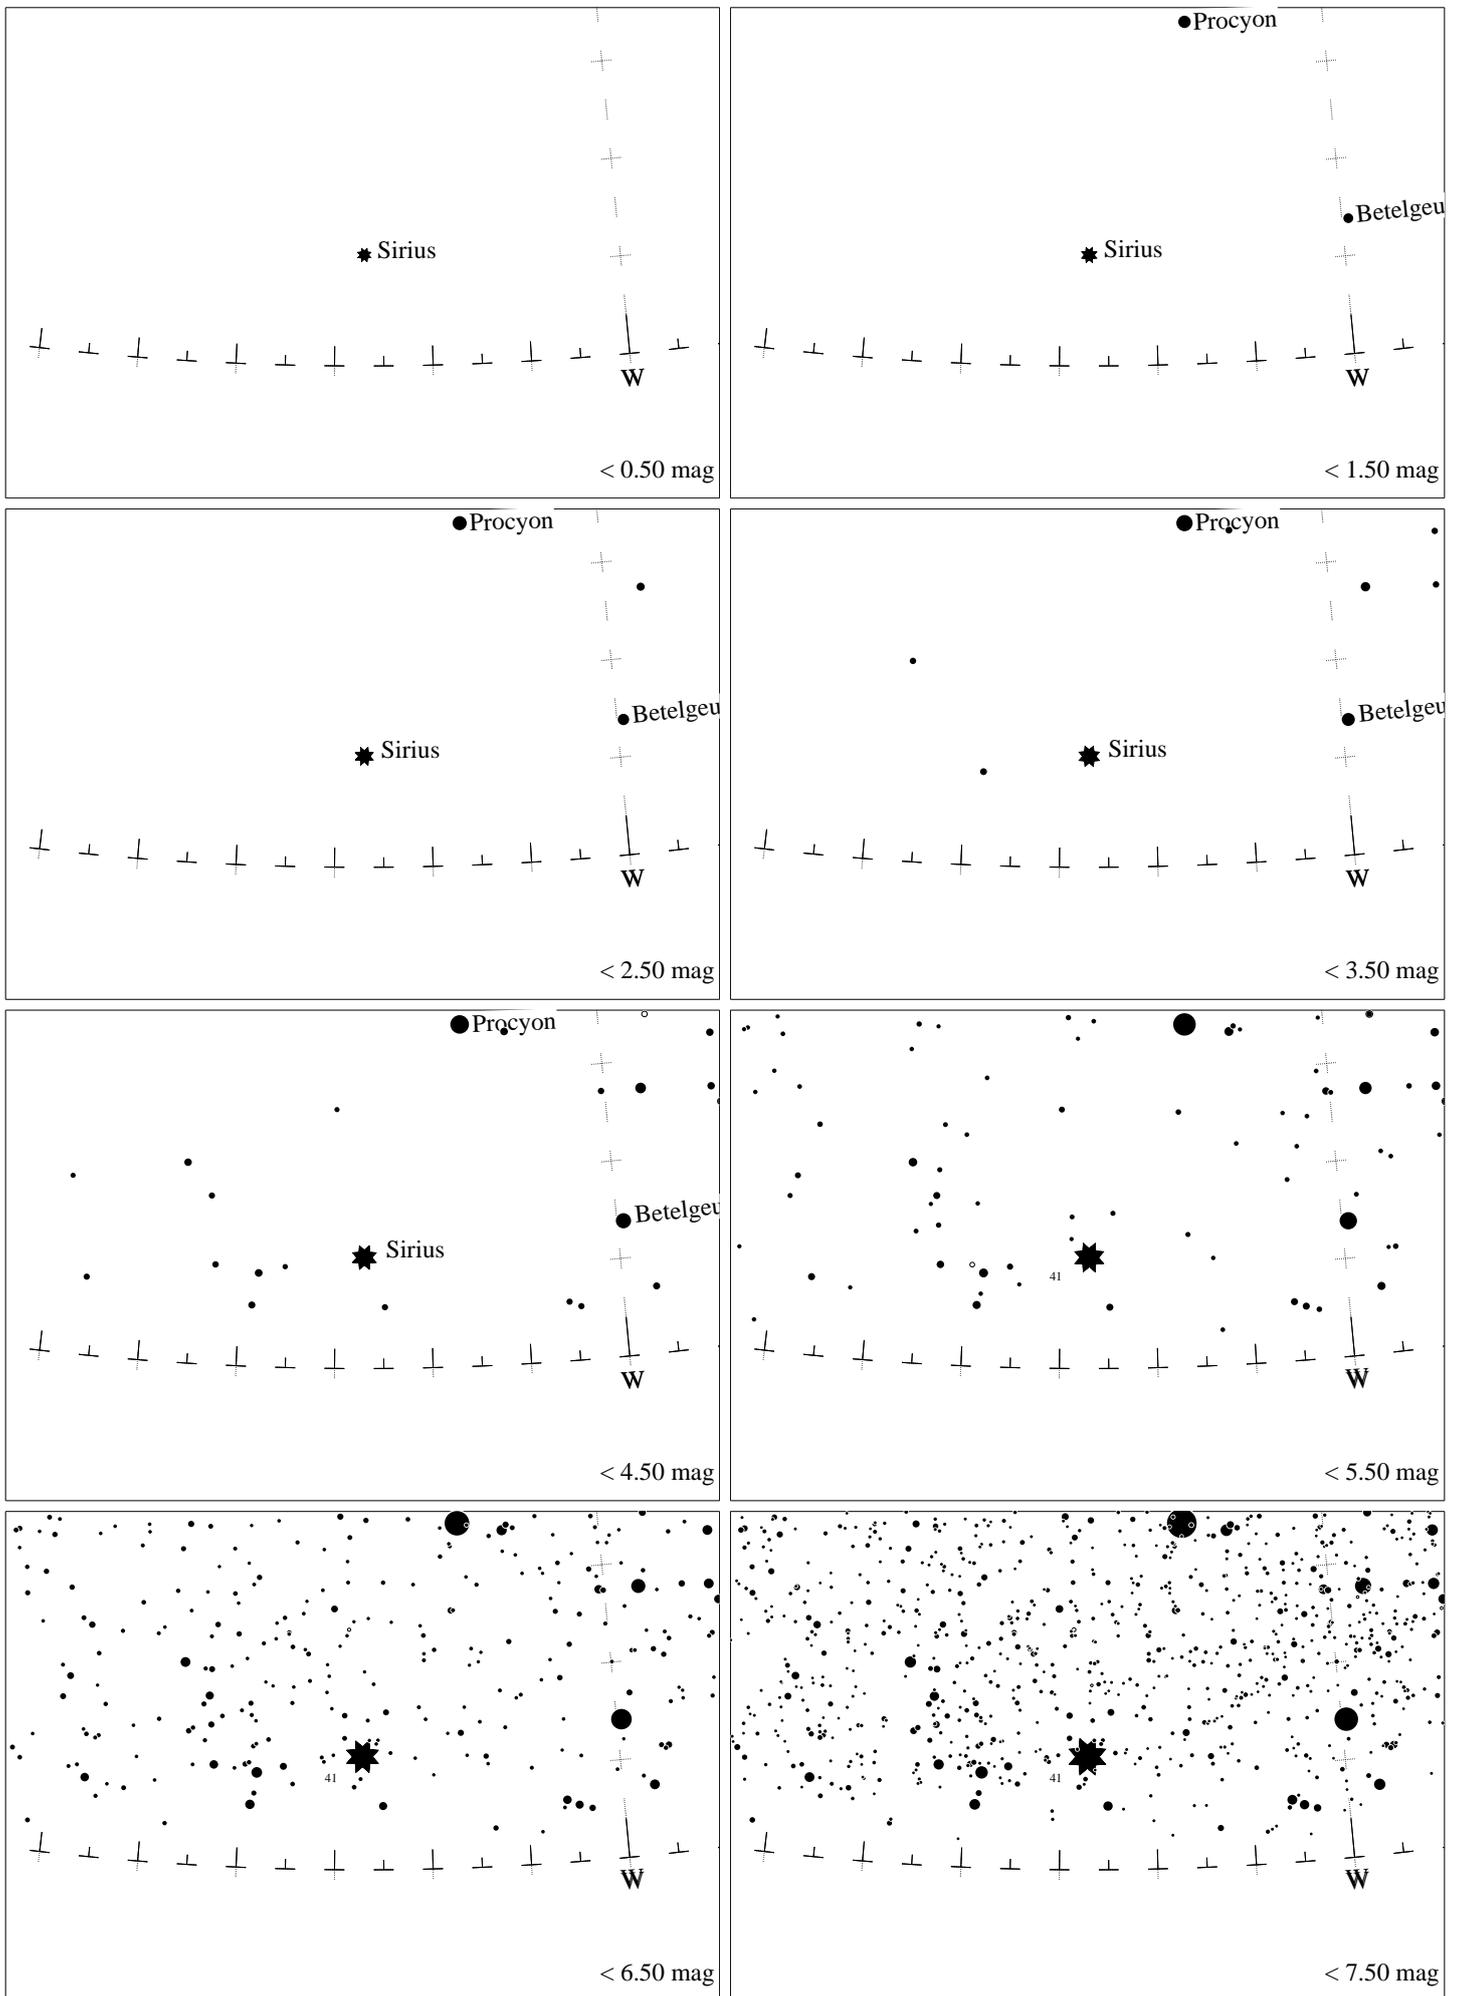 Sirius
W
< 0.50 mag
Procyon
Betelgeu
Sirius
W
< 1.50 mag
Procyon
Betelgeu
Sirius
W
< 2.50 mag
Procyon
Betelgeu
Sirius
W
< 3.50 mag
Procyon
Betelgeu
Sirius
W
< 4.50 mag
41
W
< 5.50 mag
41
W
< 6.50 mag
41
W
< 7.50 mag